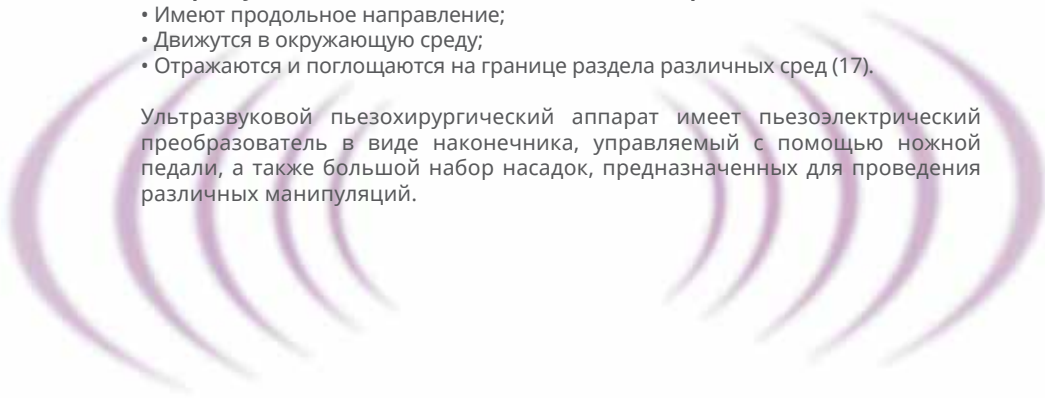 • Имеют продольное направление;
• Движутся в окружающую среду;
• Отражаются и поглощаются на границе раздела различных сред (17).
Ультразвуковой пьезохирургический аппарат имеет пьезоэлектрический
преобразователь в виде наконечника, управляемый с помощью ножной
педали, а также большой набор насадок, предназначенных для проведения
различных манипуляций.